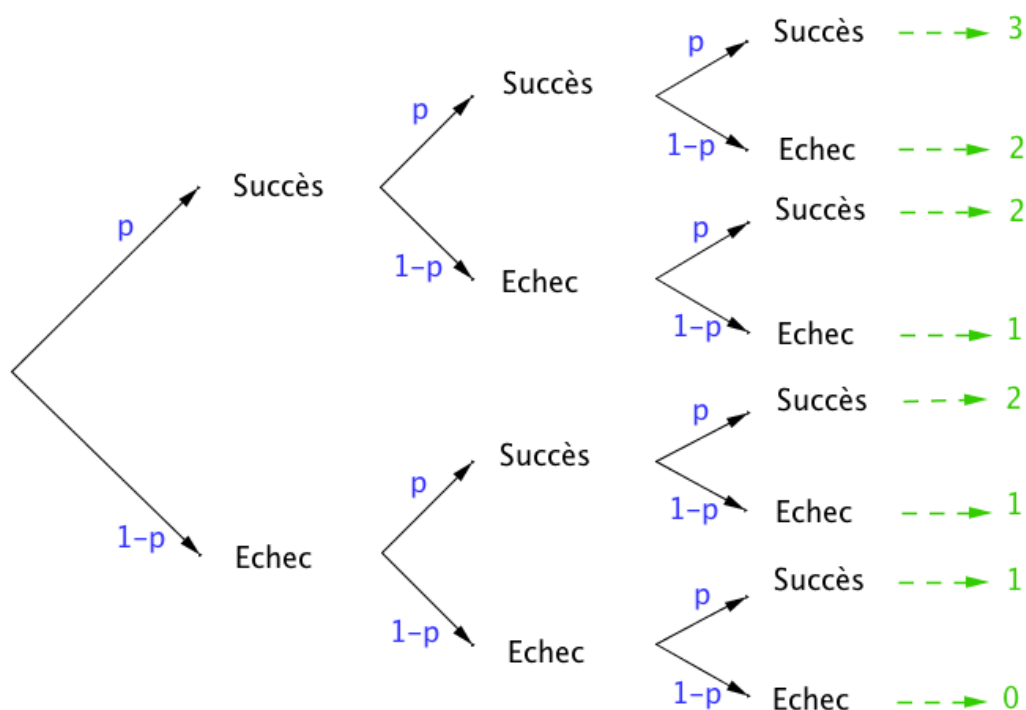 p Succès 3
Succès
p
1-p Echec 2
Succès
p Succès 2
p
1-p Echec
1-p Echec 1
p Succès 2
Succès
p
1-p Echec 1
1-p Echec
p Succès 1
1-p Echec
1-p Echec 0